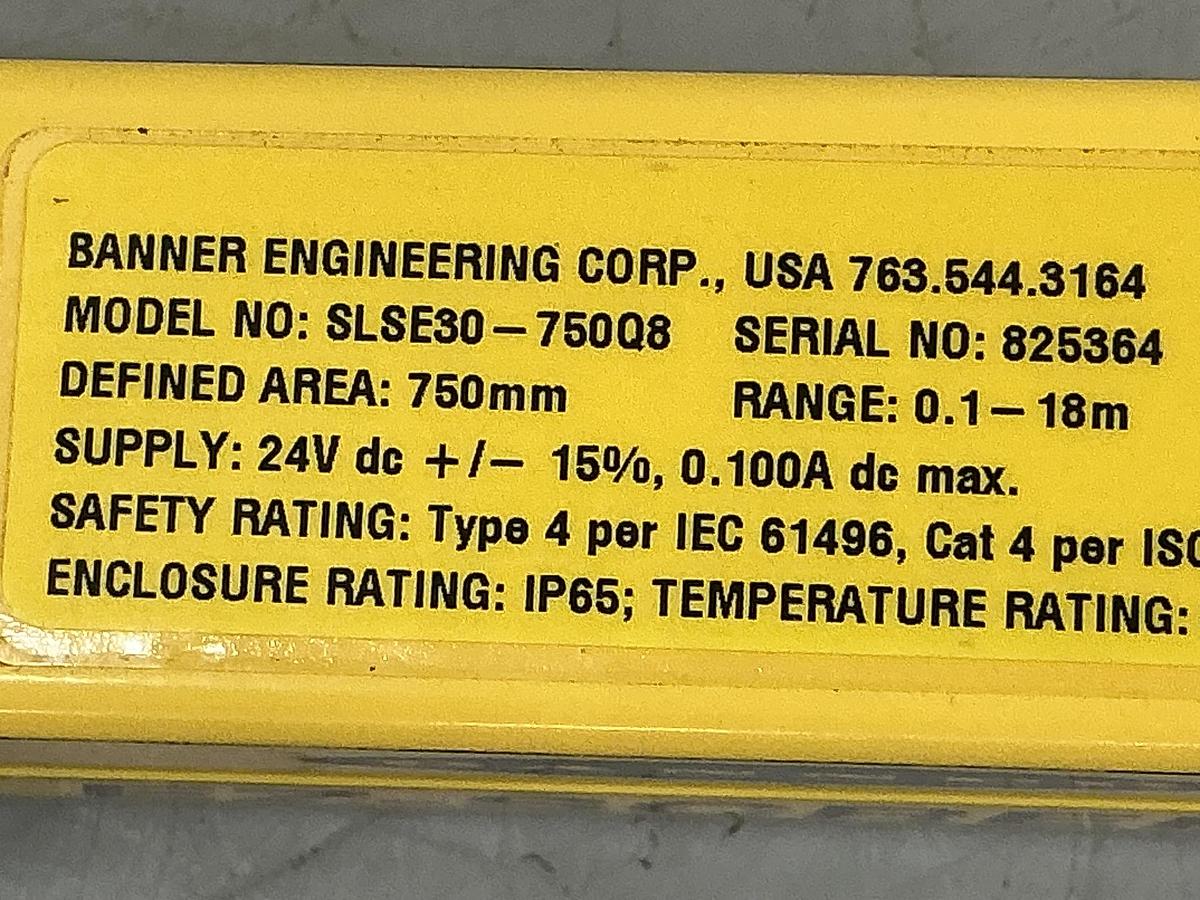 BANNER ENGINEERING CORP., USA 763.544.3164
MODEL NO: SLSE30–750Q8 SERIAL NO: 825364
DEFINED AREA: 750mm RANGE: 0.1–18m
SUPPLY: 24V dc +/– 15%, 0.100A dc max.
SAFETY RATING: Type 4 per IEC 61496, Cat 4 per
ENCLOSURE RATING: IP65; TEMPERATURE RATING: